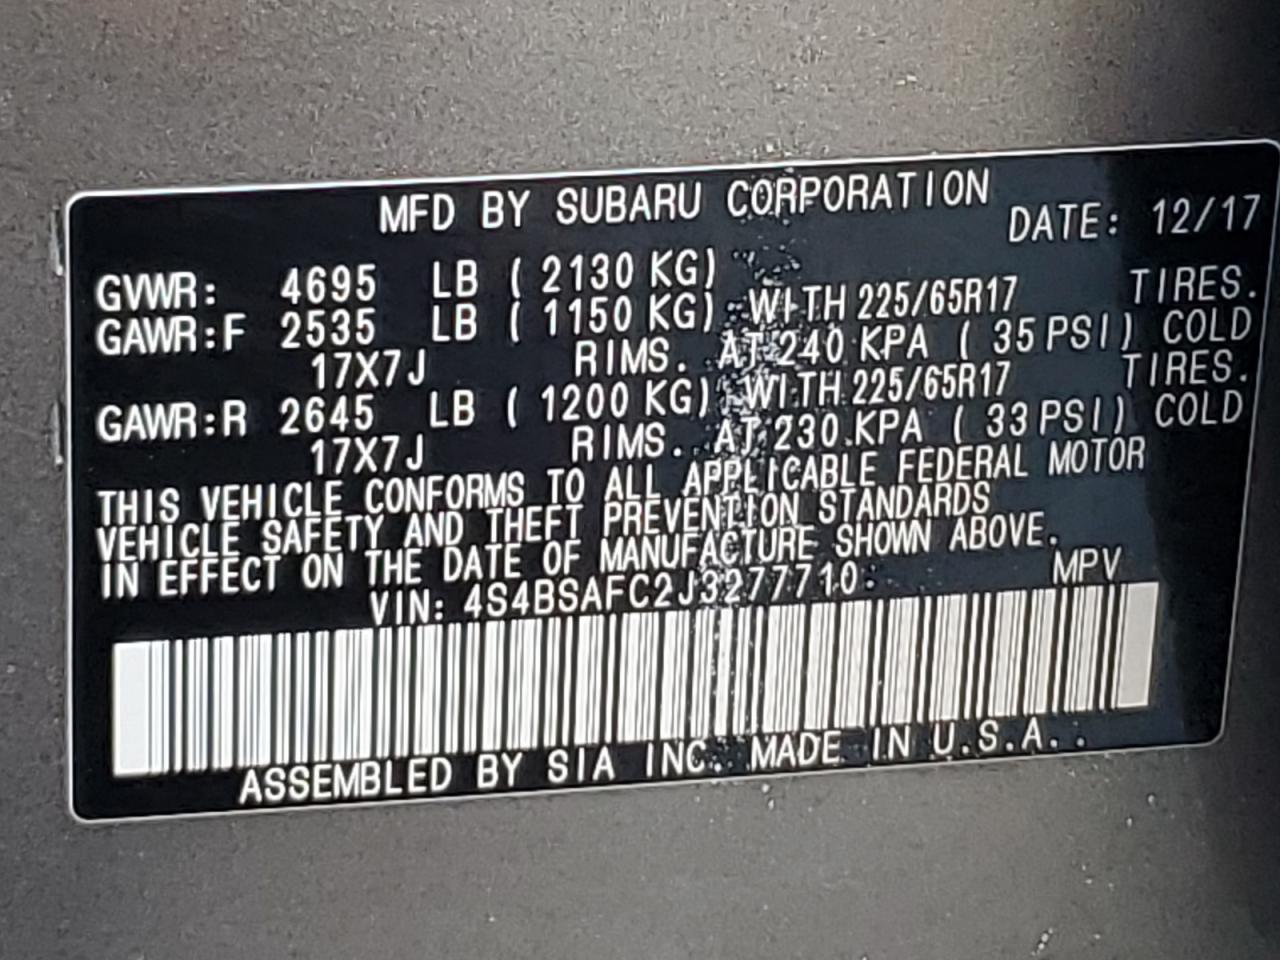 MFD BY SUBARU CORPORATION DATE: 12/17
GVWR: 4695 LB ( 2130 KG)
GAWR:F 2535 LB ( 1150 KG) WITH 225/65R17 TIRES.
17X7J RIMS. AT 240 KPA ( 35 PSI) COLD
GAWR:R 2645 LB ( 1200 KG) WITH 225/65R17 TIRES.
17X7J RIMS. AT 230 KPA ( 33 PSI) COLD
THIS VEHICLE CONFORMS TO ALL APPLICABLE FEDERAL MOTOR
VEHICLE SAFETY AND THEFT PREVENTION STANDARDS
IN EFFECT ON THE DATE OF MANUFACTURE SHOWN ABOVE.
VIN: 4S4BSAFC2J3277710 MPV
ASSEMBLED BY SIA INC. MADE IN U.S.A.